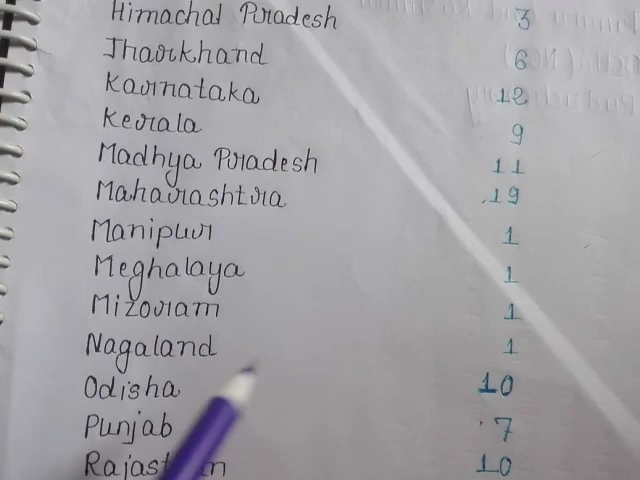 Himachal Pradesh 3
Jharkhand 6
Karnataka 12
Kerala 9
Madhya Pradesh 11
Maharashtra 19
Manipur 1
Meghalaya 1
Mizoram 1
Nagaland 1
Odisha 10
Punjab 7
Rajasthan 10